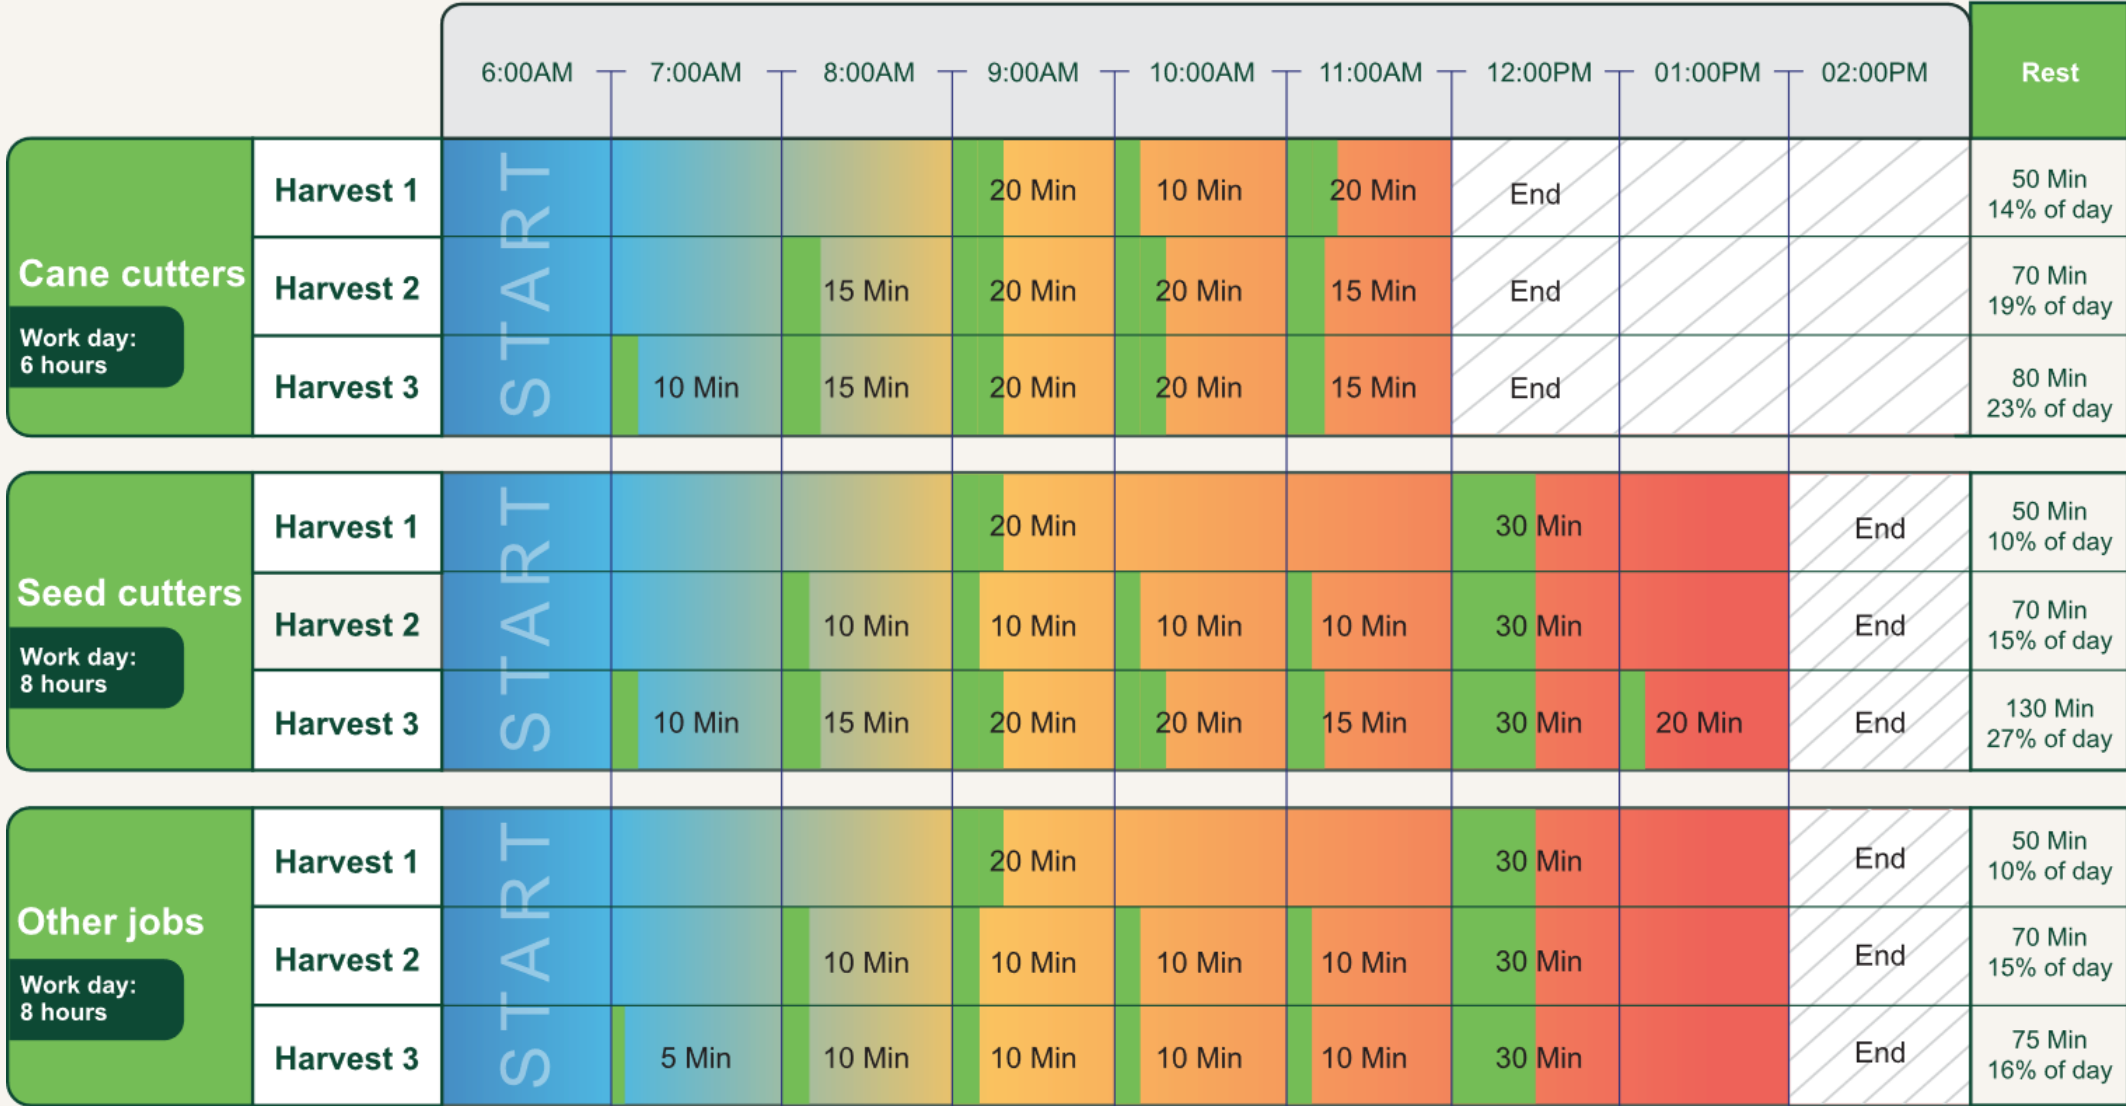 6:00AM 7:00AM 8:00AM 9:00AM 10:00AM 11:00AM 12:00PM 01:00PM 02:00PM Rest
Cane cutters
Work day:
6 hours
START
Harvest 1 20 Min 10 Min 20 Min End 50 Min
14% of day
Harvest 2 15 Min 20 Min 20 Min 15 Min End 70 Min
19% of day
Harvest 3 10 Min 15 Min 20 Min 20 Min 15 Min End 80 Min
23% of day
Seed cutters
Work day:
8 hours
START
Harvest 1 20 Min 30 Min End 50 Min
10% of day
Harvest 2 10 Min 10 Min 10 Min 10 Min 30 Min End 70 Min
15% of day
Harvest 3 10 Min 15 Min 20 Min 20 Min 15 Min 30 Min 20 Min End 130 Min
27% of day
Other jobs
Work day:
8 hours
START
Harvest 1 20 Min 30 Min End 50 Min
10% of day
Harvest 2 10 Min 10 Min 10 Min 10 Min 30 Min End 70 Min
15% of day
Harvest 3 5 Min 10 Min 10 Min 10 Min 10 Min 30 Min End 75 Min
16% of day